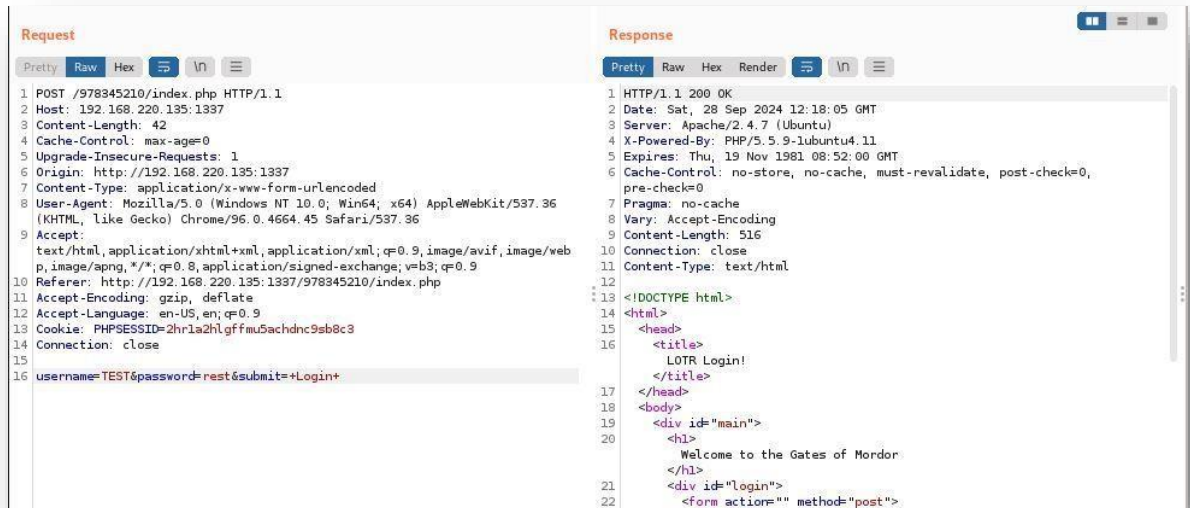 Request
Pretty Raw Hex \n
1 POST /978345210/index.php HTTP/1.1
2 Host: 192.168.220.135:1337
3 Content-Length: 42
4 Cache-Control: max-age=0
5 Upgrade-Insecure-Requests: 1
6 Origin: http://192.168.220.135:1337
7 Content-Type: application/x-www-form-urlencoded
8 User-Agent: Mozilla/5.0 (Windows NT 10.0; Win64; x64) AppleWebKit/537.36
(KHTML, like Gecko) Chrome/96.0.4664.45 Safari/537.36
9 Accept:
text/html,application/xhtml+xml,application/xml;q=0.9,image/avif,image/web
p,image/apng,*/*;q=0.8,application/signed-exchange;v=b3;q=0.9
10 Referer: http://192.168.220.135:1337/978345210/index.php
11 Accept-Encoding: gzip, deflate
12 Accept-Language: en-US,en;q=0.9
13 Cookie: PHPSESSID=2hr1a2hlgffmu5achdnc9sb8c3
14 Connection: close
15
16 username=TEST&password=rest&submit=+Login+
Response
Pretty Raw Hex Render \n
1 HTTP/1.1 200 OK
2 Date: Sat, 28 Sep 2024 12:18:05 GMT
3 Server: Apache/2.4.7 (Ubuntu)
4 X-Powered-By: PHP/5.5.9-1ubuntu4.11
5 Expires: Thu, 19 Nov 1981 08:52:00 GMT
6 Cache-Control: no-store, no-cache, must-revalidate, post-check=0,
pre-check=0
7 Pragma: no-cache
8 Vary: Accept-Encoding
9 Content-Length: 516
10 Connection: close
11 Content-Type: text/html
12
13 <!DOCTYPE html>
14 <html>
15 <head>
16 <title>
LOTR Login!
</title>
17 </head>
18 <body>
19 <div id="main">
20 <h1>
Welcome to the Gates of Mordor
</h1>
21 <div id="login">
22 <form action="" method="post">